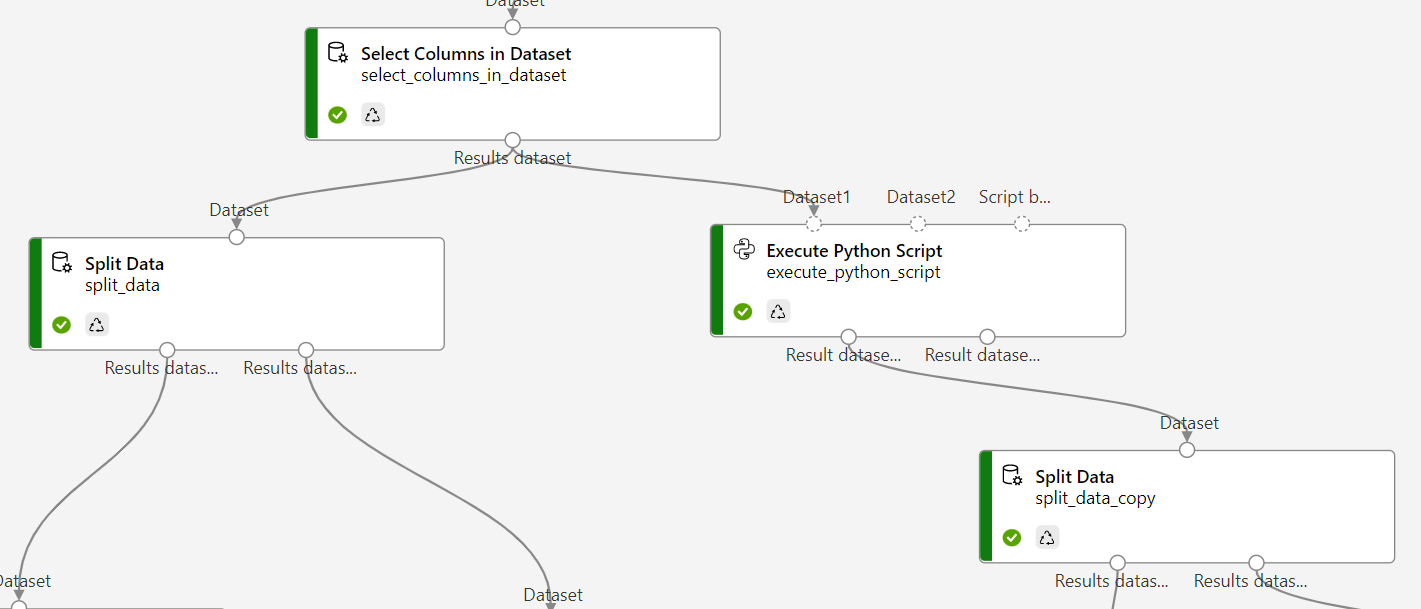 Dataset
Select Columns in Dataset
select_columns_in_dataset
Results dataset
Dataset
Split Data
split_data
Results datas...
Results datas...
Dataset1
Dataset2
Script b...
Execute Python Script
execute_python_script
Result datase...
Result datase...
Dataset
Split Data
split_data_copy
Results datas...
Results datas...
Dataset
Dataset